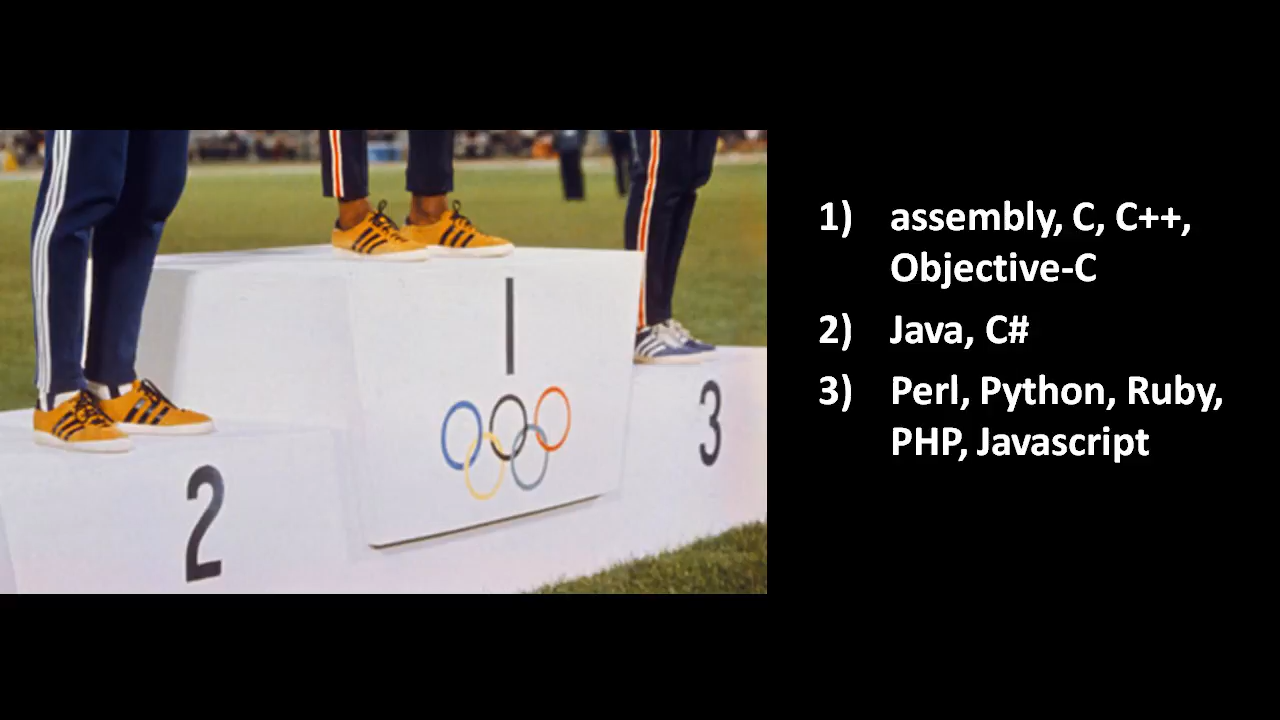 1
2
3
1) assembly, C, C++,
Objective-C
2) Java, C#
3) Perl, Python, Ruby,
PHP, Javascript